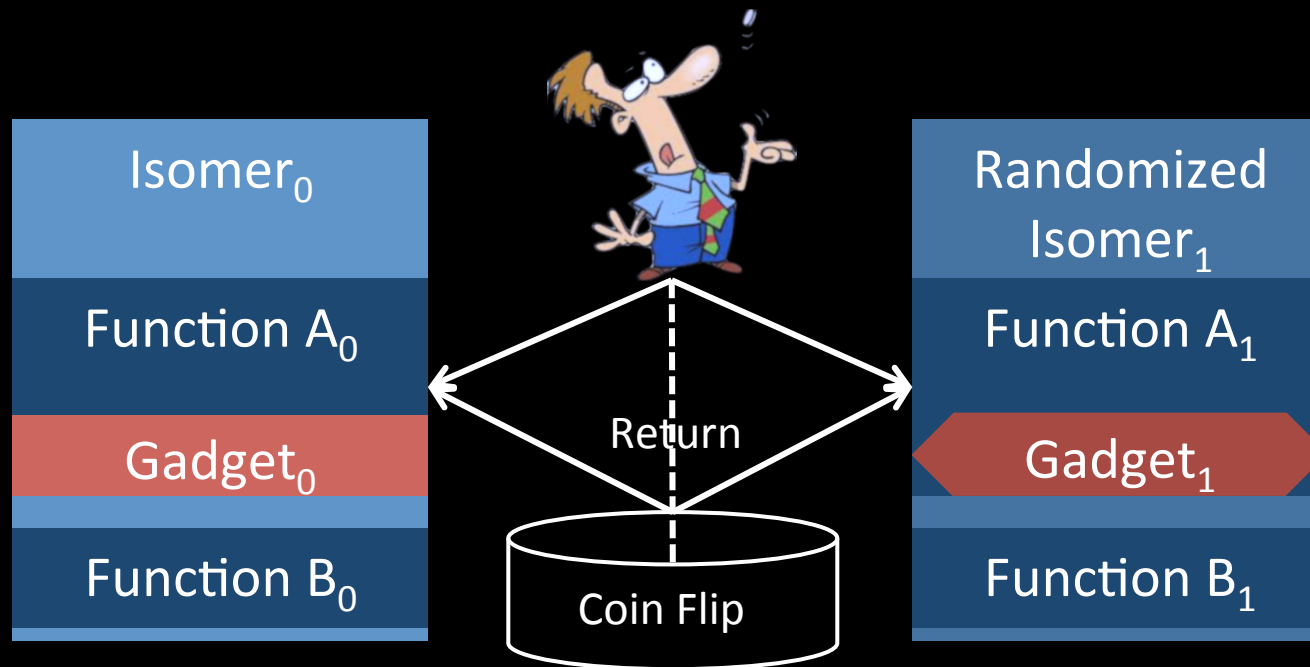 Isomer₀
Function A₀
Gadget₀
Function B₀
Return
Coin Flip
Randomized
Isomer₁
Function A₁
Gadget₁
Function B₁